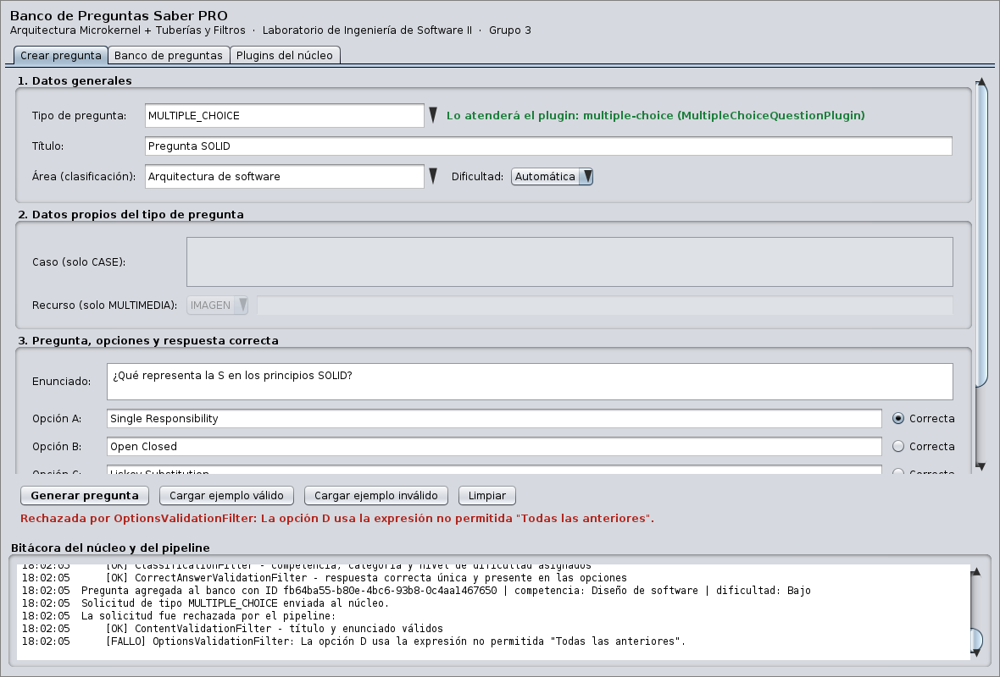 Banco de Preguntas Saber PRO
Arquitectura Microkernel + Tuberías y Filtros · Laboratorio de Ingeniería de Software II · Grupo 3
Crear pregunta Banco de preguntas Plugins del núcleo
1. Datos generales
Tipo de pregunta: MULTIPLE_CHOICE Lo atenderá el plugin: multiple-choice (MultipleChoiceQuestionPlugin)
Título: Pregunta SOLID
Área (clasificación): Arquitectura de software Dificultad: Automática
2. Datos propios del tipo de pregunta
Caso (solo CASE):
Recurso (solo MULTIMEDIA): IMAGEN
3. Pregunta, opciones y respuesta correcta
Enunciado: ¿Qué representa la S en los principios SOLID?
Opción A: Single Responsibility Correcta
Opción B: Open Closed Correcta
Opción C: Liskov Substitution Correcta
Generar pregunta Cargar ejemplo válido Cargar ejemplo inválido Limpiar
Rechazada por OptionsValidationFilter: La opción D usa la expresión no permitida "Todas las anteriores".
Bitácora del núcleo y del pipeline
18:02:05 [OK] ClassificationFilter - competencia, categoría y nivel de dificultad asignados
18:02:05 [OK] CorrectAnswerValidationFilter - respuesta correcta única y presente en las opciones
18:02:05 Pregunta agregada al banco con ID fb64ba55-b80e-4bc6-93b8-0c4aa1467650 | competencia: Diseño de software | dificultad: Bajo
18:02:05 Solicitud de tipo MULTIPLE_CHOICE enviada al núcleo.
18:02:05 La solicitud fue rechazada por el pipeline:
18:02:05 [OK] ContentValidationFilter - título y enunciado válidos
18:02:05 [FALLO] OptionsValidationFilter: La opción D usa la expresión no permitida "Todas las anteriores".